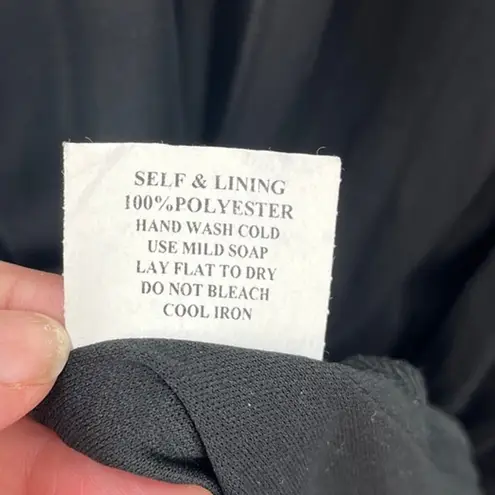 SELF & LINING
100%POLYESTER
HAND WASH COLD
USE MILD SOAP
LAY FLAT TO DRY
DO NOT BLEACH
COOL IRON